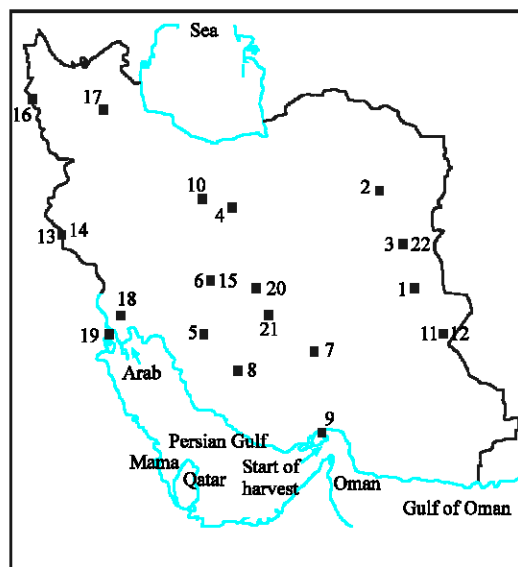 Sea
16
17
10
4
2
13 14
3 22
6 15
20
1
18
21
19
5
11 12
7
8
Arab
9
Persian Gulf
Mama
Start of
harvest
Qatar
Oman
Gulf of Oman